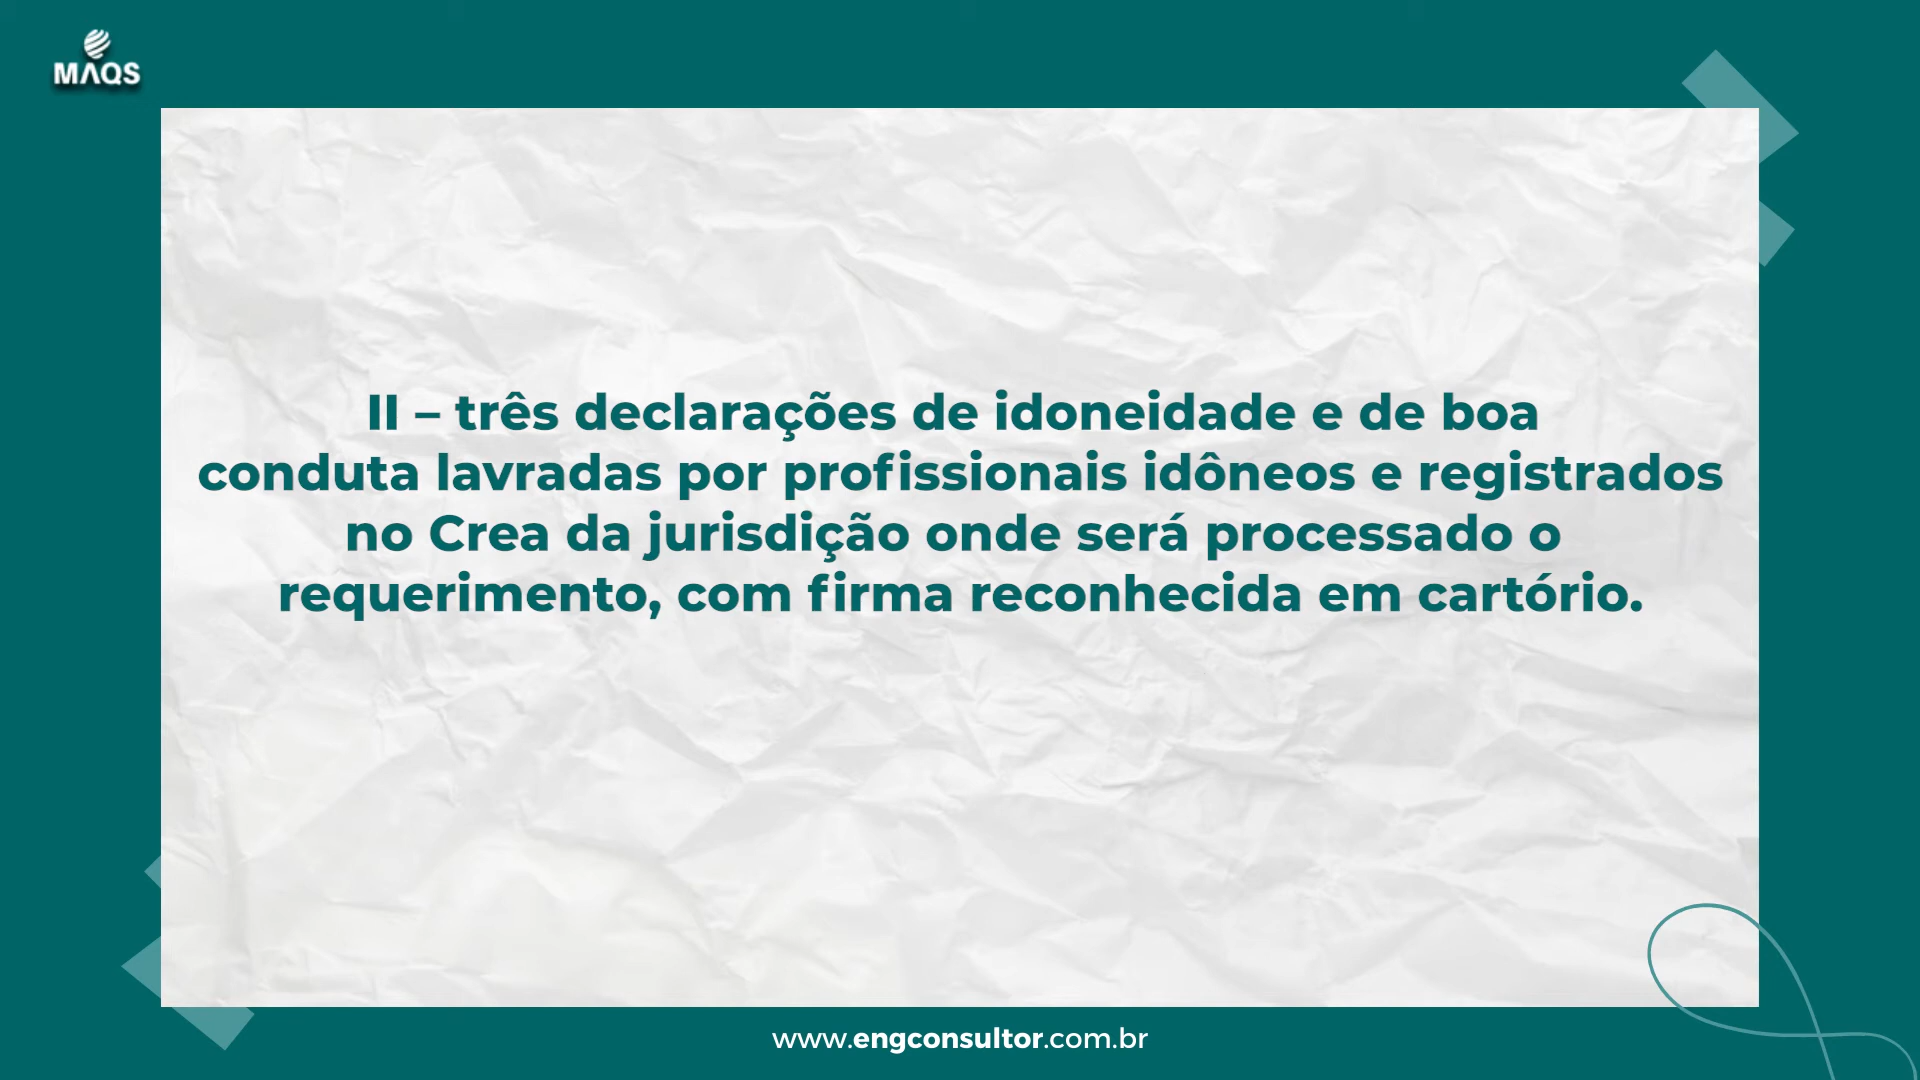 MAQS
II – três declarações de idoneidade e de boa
conduta lavradas por profissionais idôneos e registrados
no Crea da jurisdição onde será processado o
requerimento, com firma reconhecida em cartório.
www.engconsultor.com.br